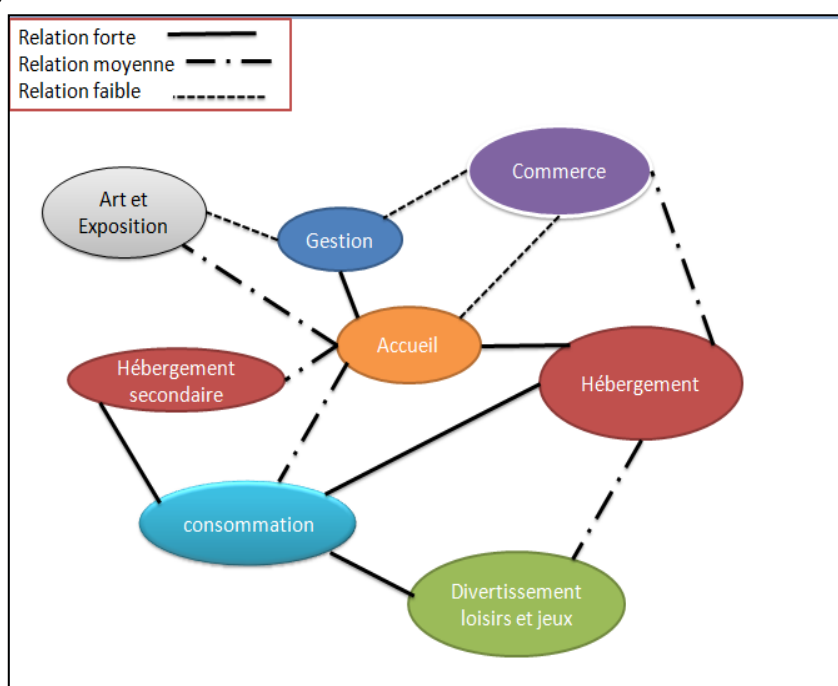 Relation forte
Relation moyenne
Relation faible
Commerce
Art et
Exposition
Gestion
Accueil
Hébergement
secondaire
Hébergement
consommation
Divertissement
loisirs et jeux